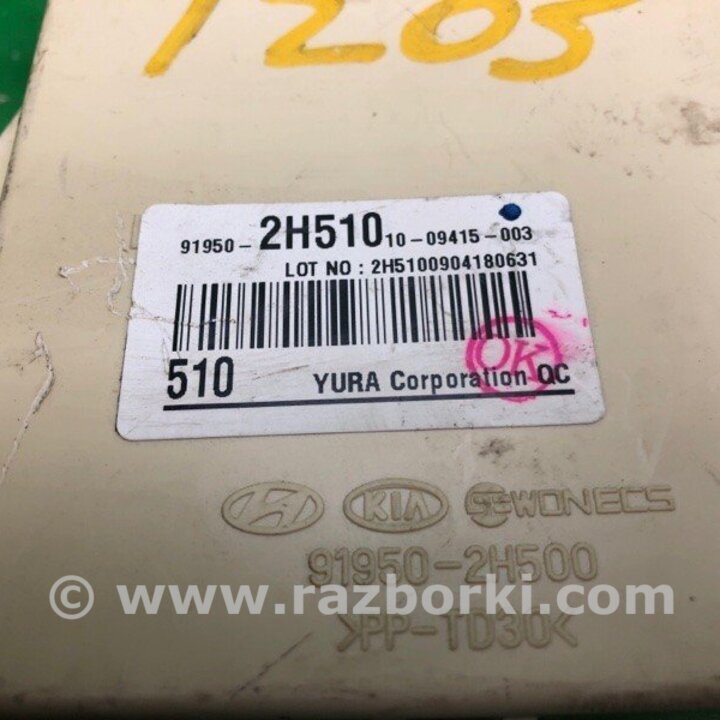 1205
91950- 2H510 10-09415-003
LOT NO : 2H5100904180631
510 YURA Corporation QC
OK
KIA SEWONECS
91950-2H500
© www.razborki.com
>PP-TD30<